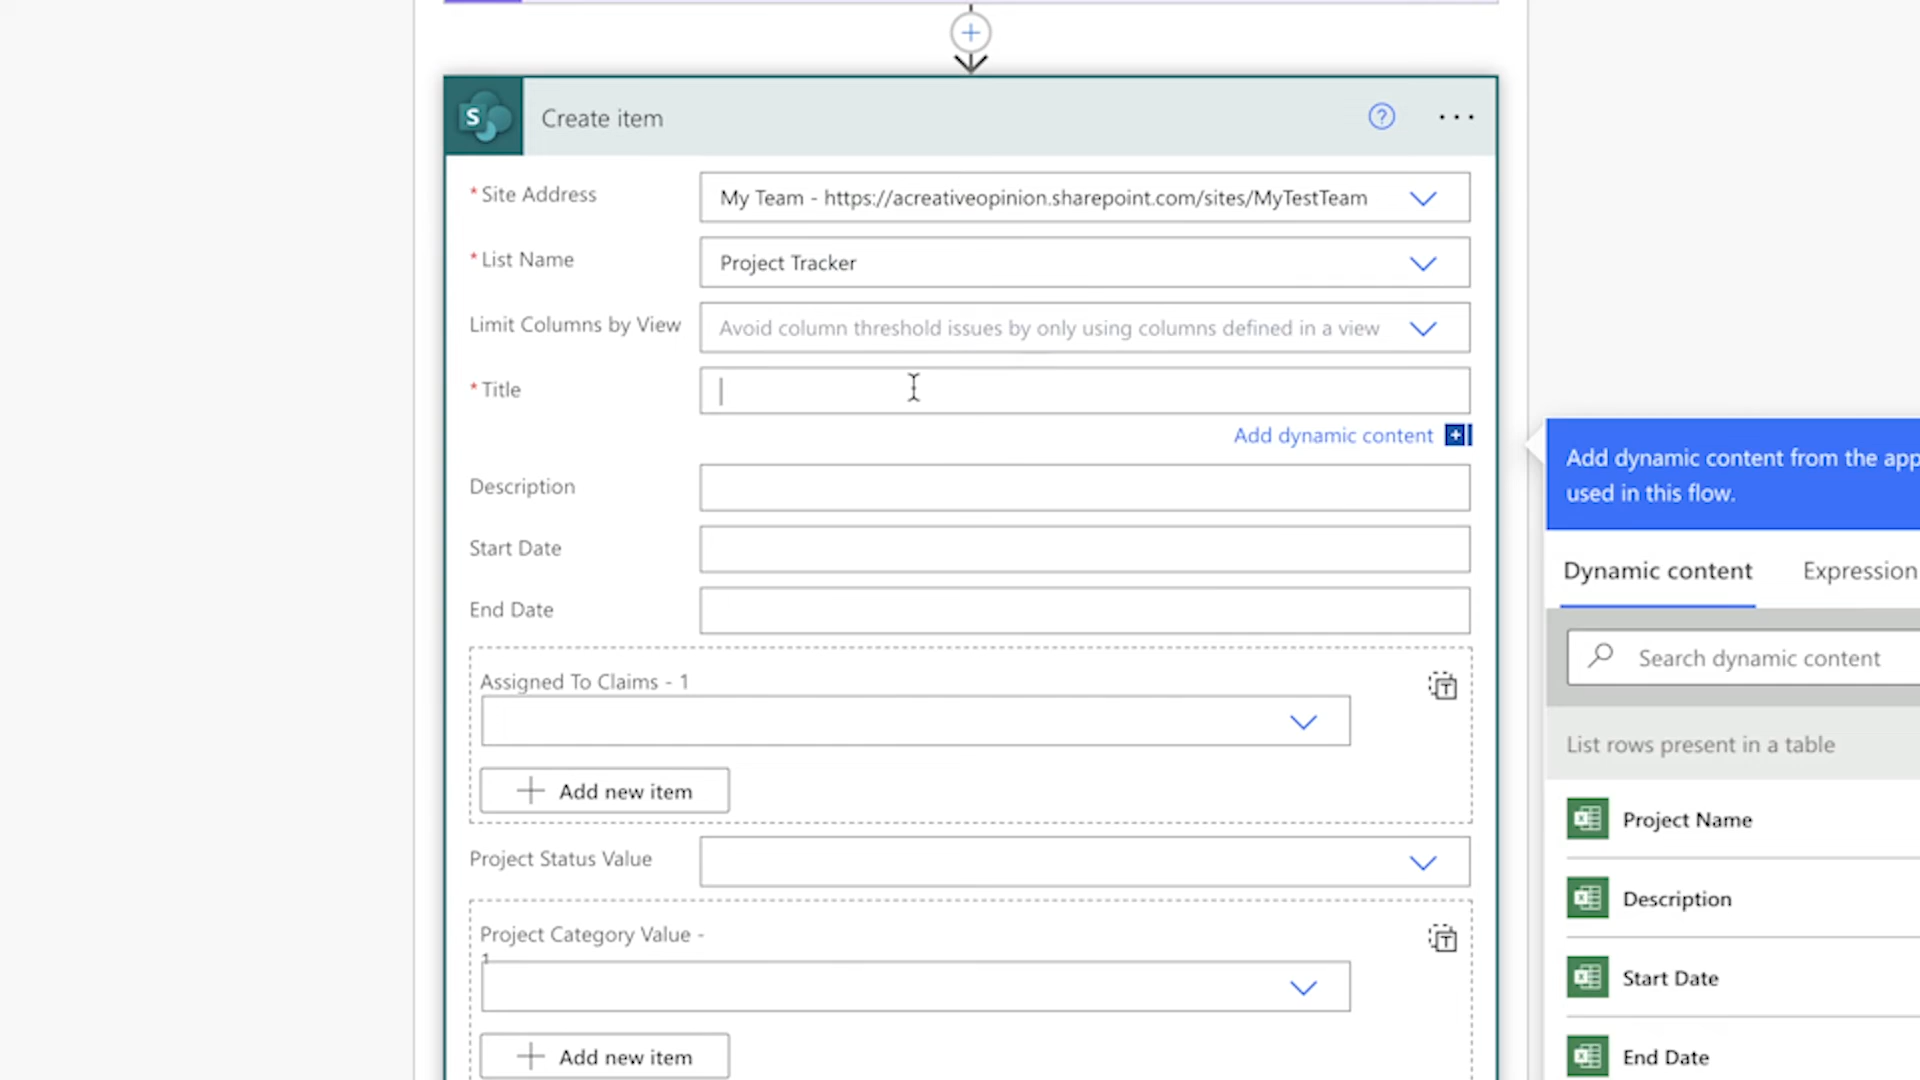 S
Create item
?
* Site Address
My Team - https://acreativeopinion.sharepoint.com/sites/MyTestTeam
* List Name
Project Tracker
Limit Columns by View
Avoid column threshold issues by only using columns defined in a view
* Title
Add dynamic content
Description
Start Date
End Date
Assigned To Claims - 1
T
Add new item
Project Status Value
Project Category Value -
1
T
Add new item
Add dynamic content from the app
used in this flow.
Dynamic content
Expression
Search dynamic content
List rows present in a table
Project Name
Description
Start Date
End Date